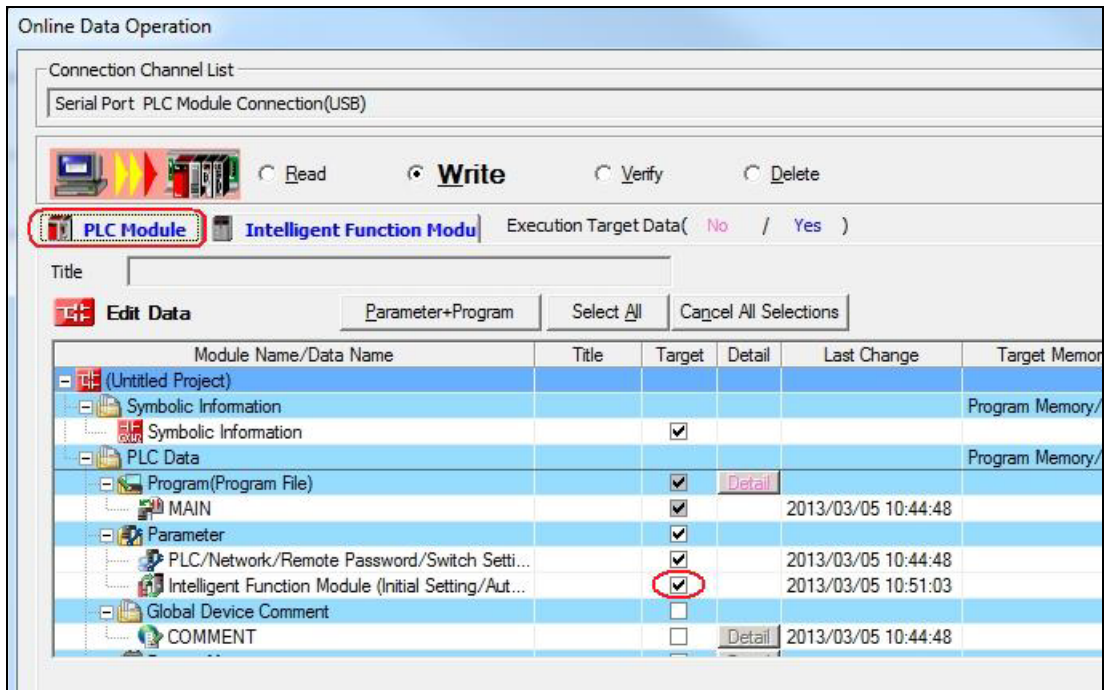 Online Data Operation
Connection Channel List
Serial Port PLC Module Connection(USB)
Read Write Verify Delete
PLC Module Intelligent Function Modu Execution Target Data( No / Yes )
Title
Edit Data Parameter+Program Select All Cancel All Selections
Module Name/Data Name Title Target Detail Last Change Target Memor
(Untitled Project)
Symbolic Information Program Memory/
Symbolic Information
PLC Data Program Memory/
Program(Program File) Detail
MAIN 2013/03/05 10:44:48
Parameter
PLC/Network/Remote Password/Switch Setti... 2013/03/05 10:44:48
Intelligent Function Module (Initial Setting/Aut... 2013/03/05 10:51:03
Global Device Comment
COMMENT Detail 2013/03/05 10:44:48